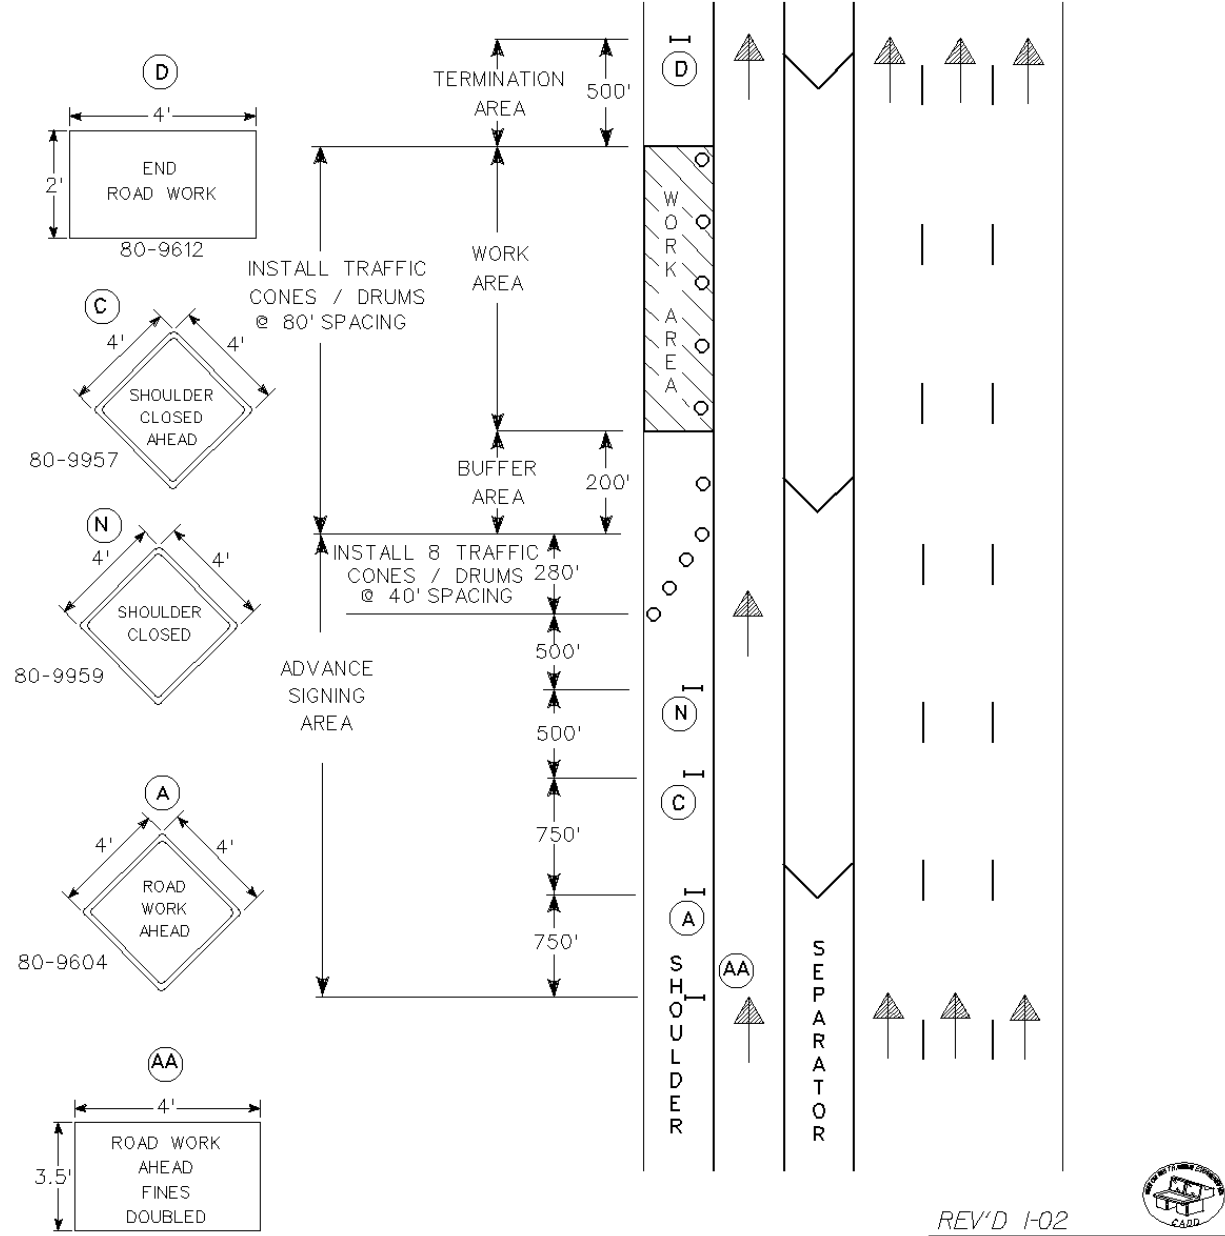 D
4'
2'
END
ROAD WORK
80-9612
C
4'
4'
SHOULDER
CLOSED
AHEAD
80-9957
N
4'
4'
SHOULDER
CLOSED
80-9959
A
4'
4'
ROAD
WORK
AHEAD
80-9604
AA
4'
3.5'
ROAD WORK
AHEAD
FINES
DOUBLED
TERMINATION
AREA
500'
INSTALL TRAFFIC
CONES / DRUMS
@ 80' SPACING
WORK
AREA
BUFFER
AREA
200'
INSTALL 8 TRAFFIC
CONES / DRUMS
@ 40' SPACING
280'
ADVANCE
SIGNING
AREA
500'
500'
750'
750'
D
WORK AREA
N
C
A
AA
SHOULDER
SEPARATOR
REV'D 1-02
CADD